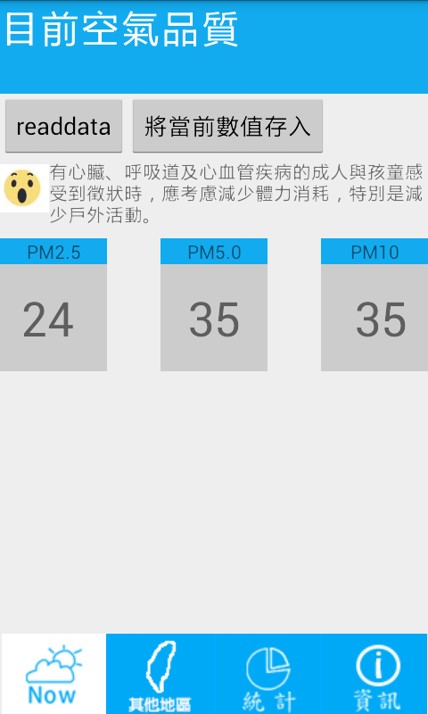 目前空氣品質
readdata 將當前數值存入
有心臟、呼吸道及心血管疾病的成人與孩童感
受到徵狀時，應考慮減少體力消耗，特別是減
少戶外活動。
PM2.5 PM5.0 PM10
24 35 35
Now 其他地區 統計 資訊